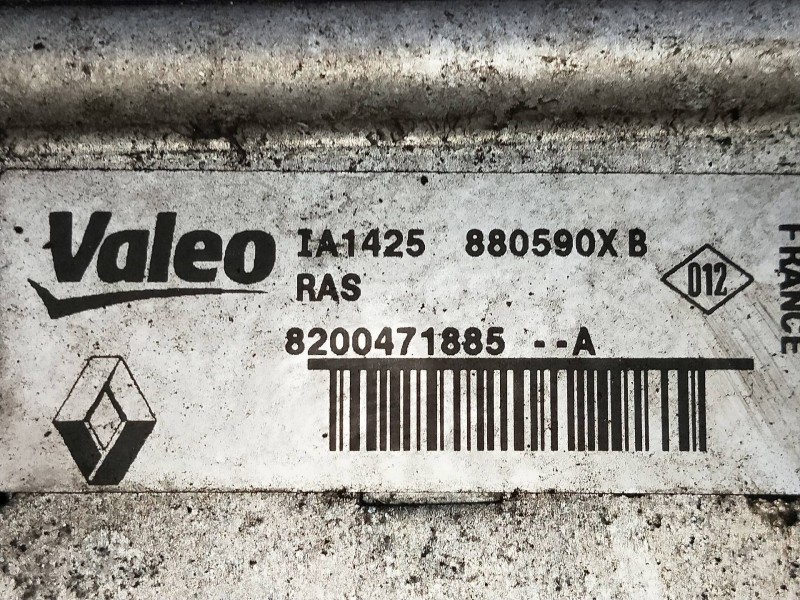 Valeo IA1425 880590X B
RAS
D12
8200471885 --A
FRANCE